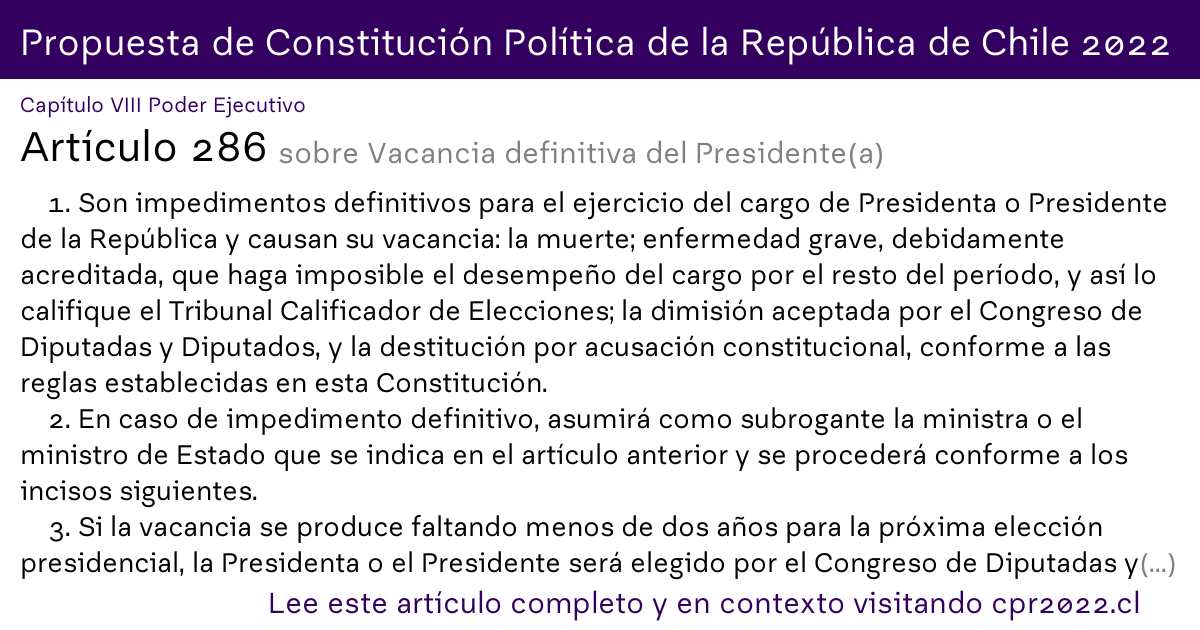 Propuesta de Constitución Política de la República de Chile 2022
Capítulo VIII Poder Ejecutivo
Artículo 286 sobre Vacancia definitiva del Presidente(a)
1. Son impedimentos definitivos para el ejercicio del cargo de Presidenta o Presidente
de la República y causan su vacancia: la muerte; enfermedad grave, debidamente
acreditada, que haga imposible el desempeño del cargo por el resto del período, y así lo
califique el Tribunal Calificador de Elecciones; la dimisión aceptada por el Congreso de
Diputadas y Diputados, y la destitución por acusación constitucional, conforme a las
reglas establecidas en esta Constitución.
2. En caso de impedimento definitivo, asumirá como subrogante la ministra o el
ministro de Estado que se indica en el artículo anterior y se procederá conforme a los
incisos siguientes.
3. Si la vacancia se produce faltando menos de dos años para la próxima elección
presidencial, la Presidenta o el Presidente será elegido por el Congreso de Diputadas y(...)
Lee este artículo completo y en contexto visitando cpr2022.cl